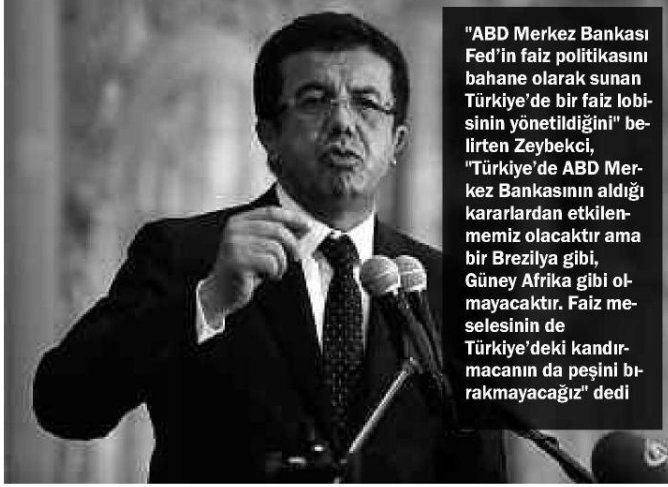 "ABD Merkez Bankası
Fed’in faiz politikasını
bahane olarak sunan
Türkiye’de bir faiz lobi-
sinin yönetildiğini" be-
lirten Zeybekci,
"Türkiye’de ABD Mer-
kez Bankasının aldığı
kararlardan etkilen-
memiz olacaktır ama
bir Brezilya gibi,
Güney Afrika gibi ol-
mayacaktır. Faiz me-
selesinin de
Türkiye’deki kandır-
macanın da peşini bı-
rakmayacağız" dedi